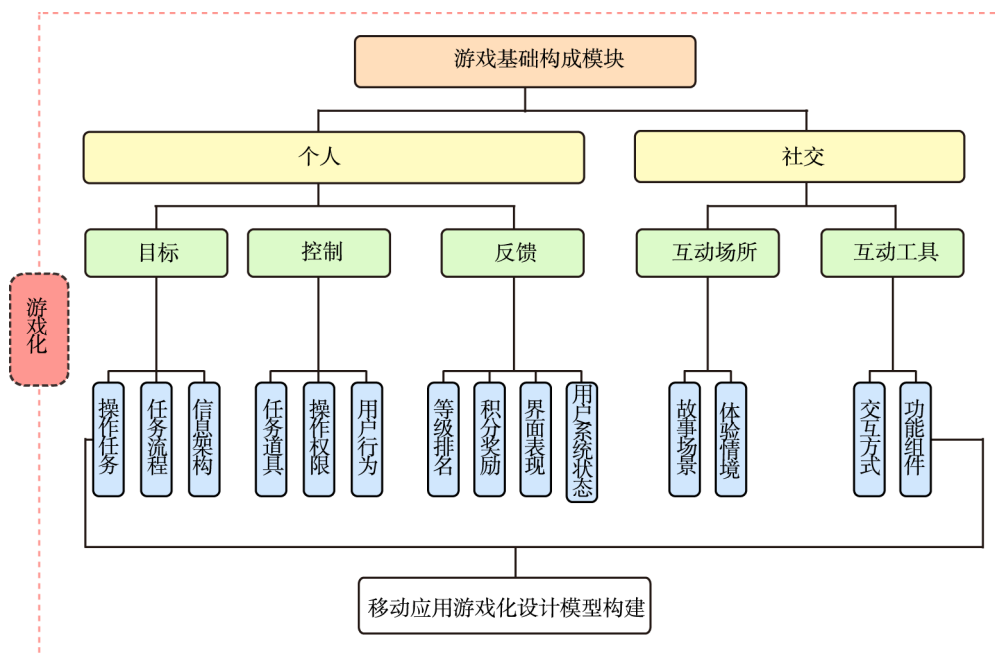 游戏基础构成模块
个人
社交
目标
控制
反馈
互动场所
互动工具
游戏化
操作任务
任务流程
信息架构
任务道具
操作权限
用户行为
等级排名
积分奖励
界面表现
用户系统状态
故事场景
体验情境
交互方式
功能组件
移动应用游戏化设计模型构建